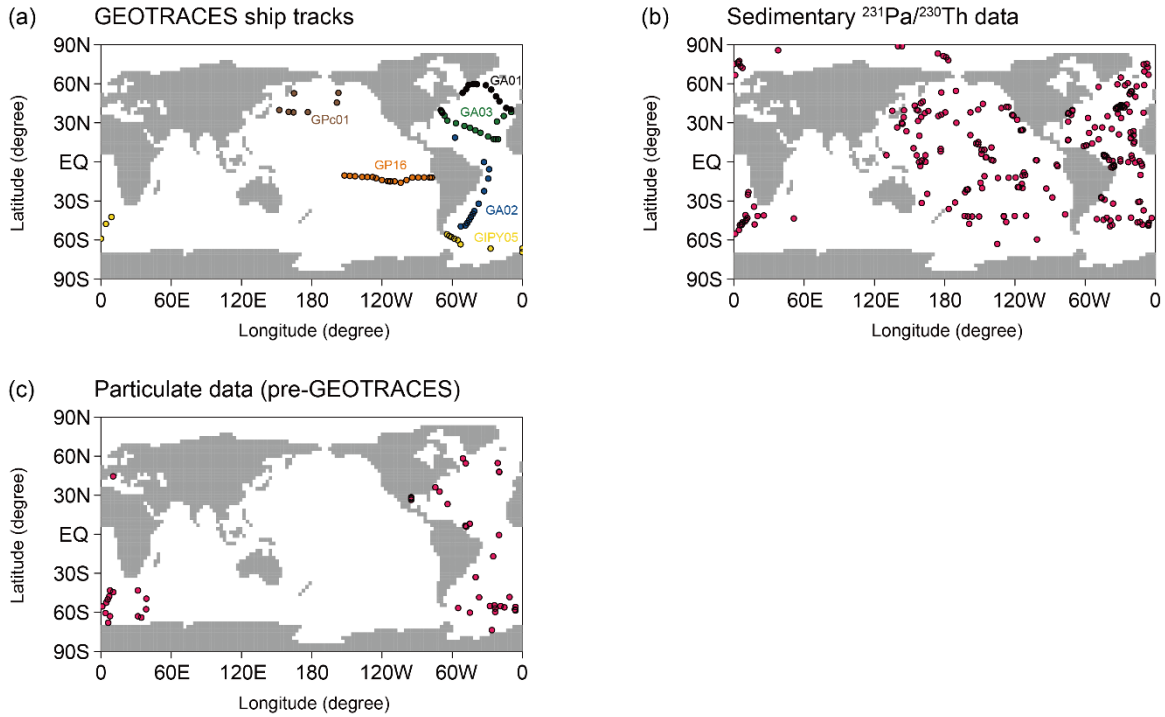 (a) GEOTRACES ship tracks
90N
60N
30N
EQ
30S
60S
90S
Latitude (degree)
GA01
GA03
GPc01
GP16
GA02
GIPY05
0 60E 120E 180 120W 60W 0
Longitude (degree)
(b) Sedimentary ²³¹Pa/²³⁰Th data
90N
60N
30N
EQ
30S
60S
90S
Latitude (degree)
0 60E 120E 180 120W 60W 0
Longitude (degree)
(c) Particulate data (pre-GEOTRACES)
90N
60N
30N
EQ
30S
60S
90S
Latitude (degree)
0 60E 120E 180 120W 60W 0
Longitude (degree)